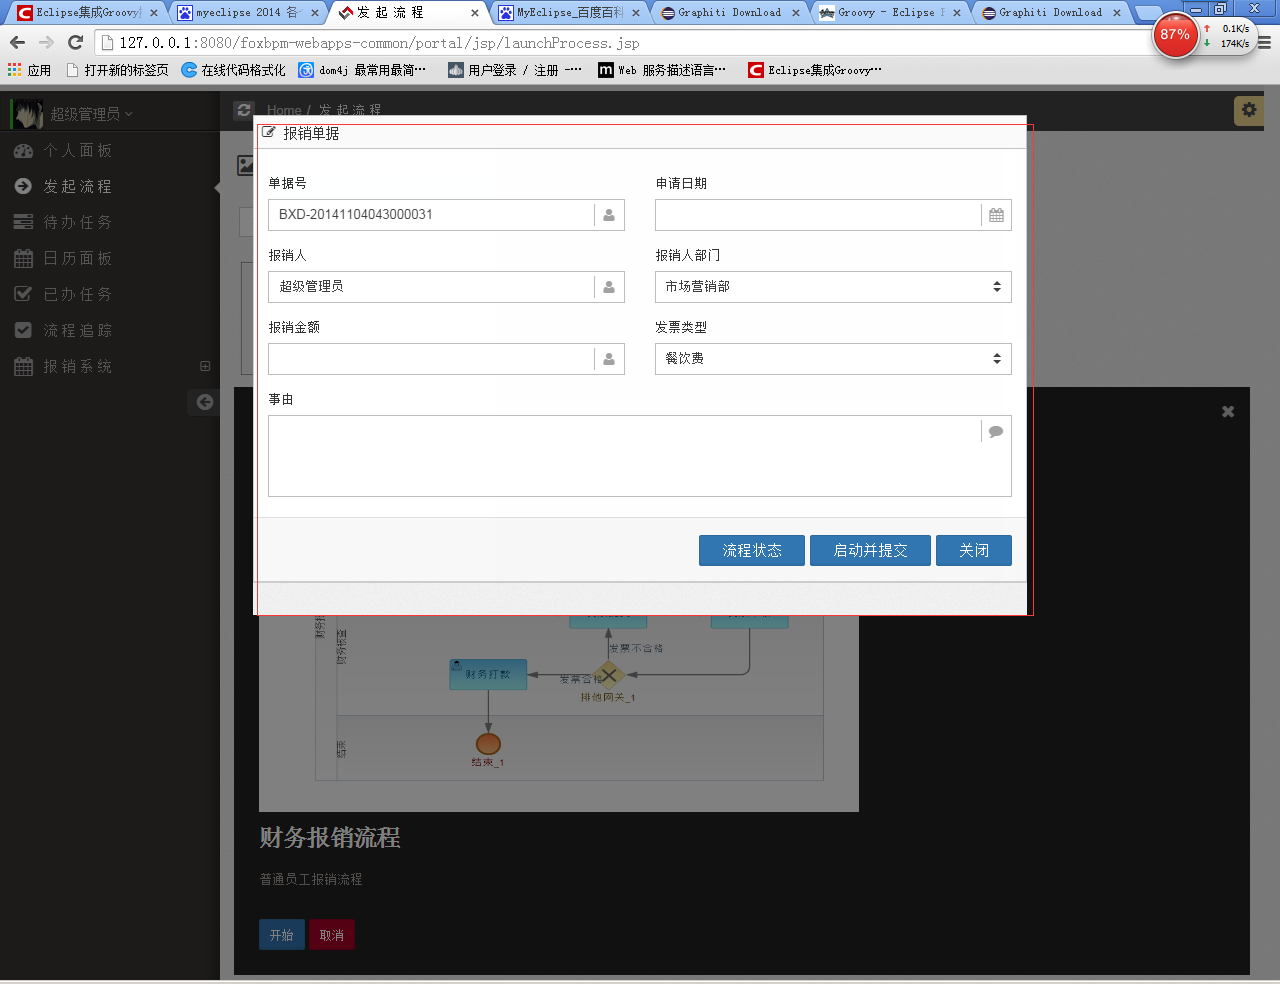 Eclipse集成Groovy
myeclipse 2014 各
发 起 流 程
MyEclipse_百度百科
Graphiti Download
Groovy - Eclipse
Graphiti Download
127.0.0.1:8080/foxbpm-webapps-common/portal/jsp/launchProcess.jsp
87%
0.1K/s
174K/s
应用
打开新的标签页
在线代码格式化
dom4j 最常用最简…
用户登录 / 注册 -…
Web 服务描述语言…
Eclipse集成Groovy…
超级管理员
Home / 发 起 流 程
个人面板
发起流程
待办任务
日历面板
已办任务
流程追踪
报销系统
报销单据
单据号
申请日期
BXD-20141104043000031
报销人
报销人部门
超级管理员
市场营销部
报销金额
发票类型
餐饮费
事由
流程状态
启动并提交
关闭
财务核查
发票不合格
财务打款
发票合格
排他网关_1
结束
结束_1
财务报销流程
普通员工报销流程
开始
取消